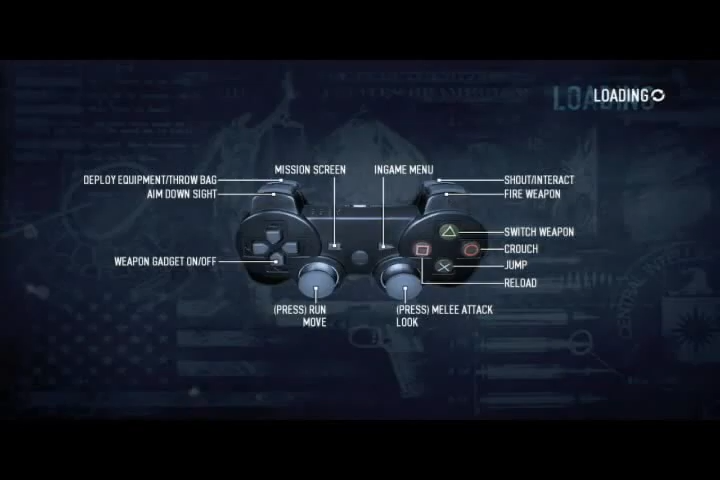 LOADING
MISSION SCREEN
INGAME MENU
DEPLOY EQUIPMENT/THROW BAG
AIM DOWN SIGHT
SHOUT/INTERACT
FIRE WEAPON
SWITCH WEAPON
CROUCH
JUMP
RELOAD
WEAPON GADGET ON/OFF
(PRESS) RUN
MOVE
(PRESS) MELEE ATTACK
LOOK
CENTRAL